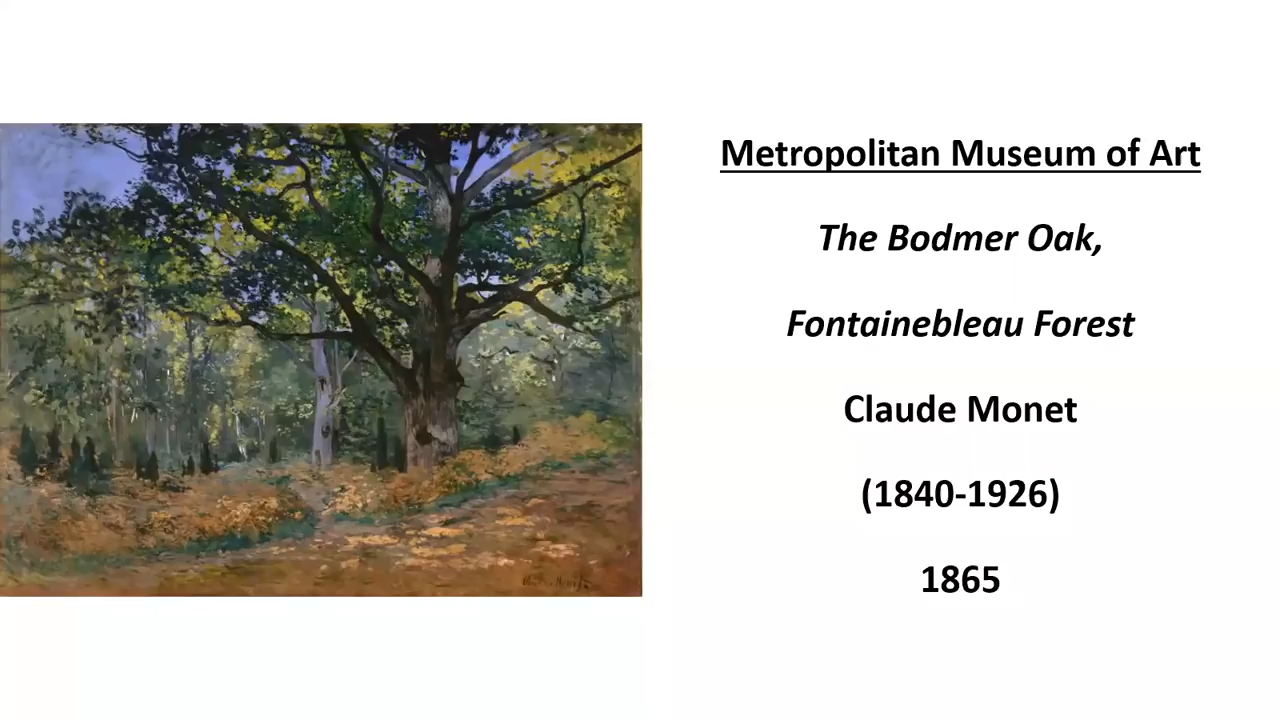 Metropolitan Museum of Art
The Bodmer Oak,
Fontainebleau Forest
Claude Monet
(1840-1926)
1865